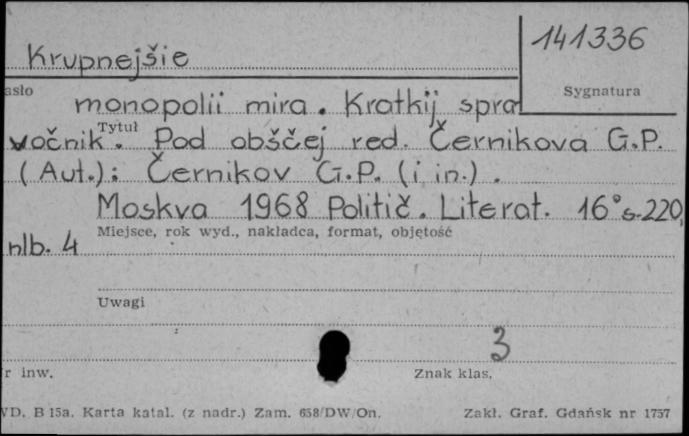 141336
Krupnejšie
asło
Sygnatura
monopolii mira. Kratkij spra
vočnik. Pod obščej red. Černikova G.P.
Tytuł
(Aut.): Černikov G.P. (i in.).
Moskva 1968 Politič. Literat. 16° s.220,
Miejsce, rok wyd., nakładca, format, objętość
nlb. 4
Uwagi
3
r inw.
Znak klas.
VD. B 15a. Karta katal. (z nadr.) Zam. 658/DW/On.
Zakł. Graf. Gdańsk nr 1757